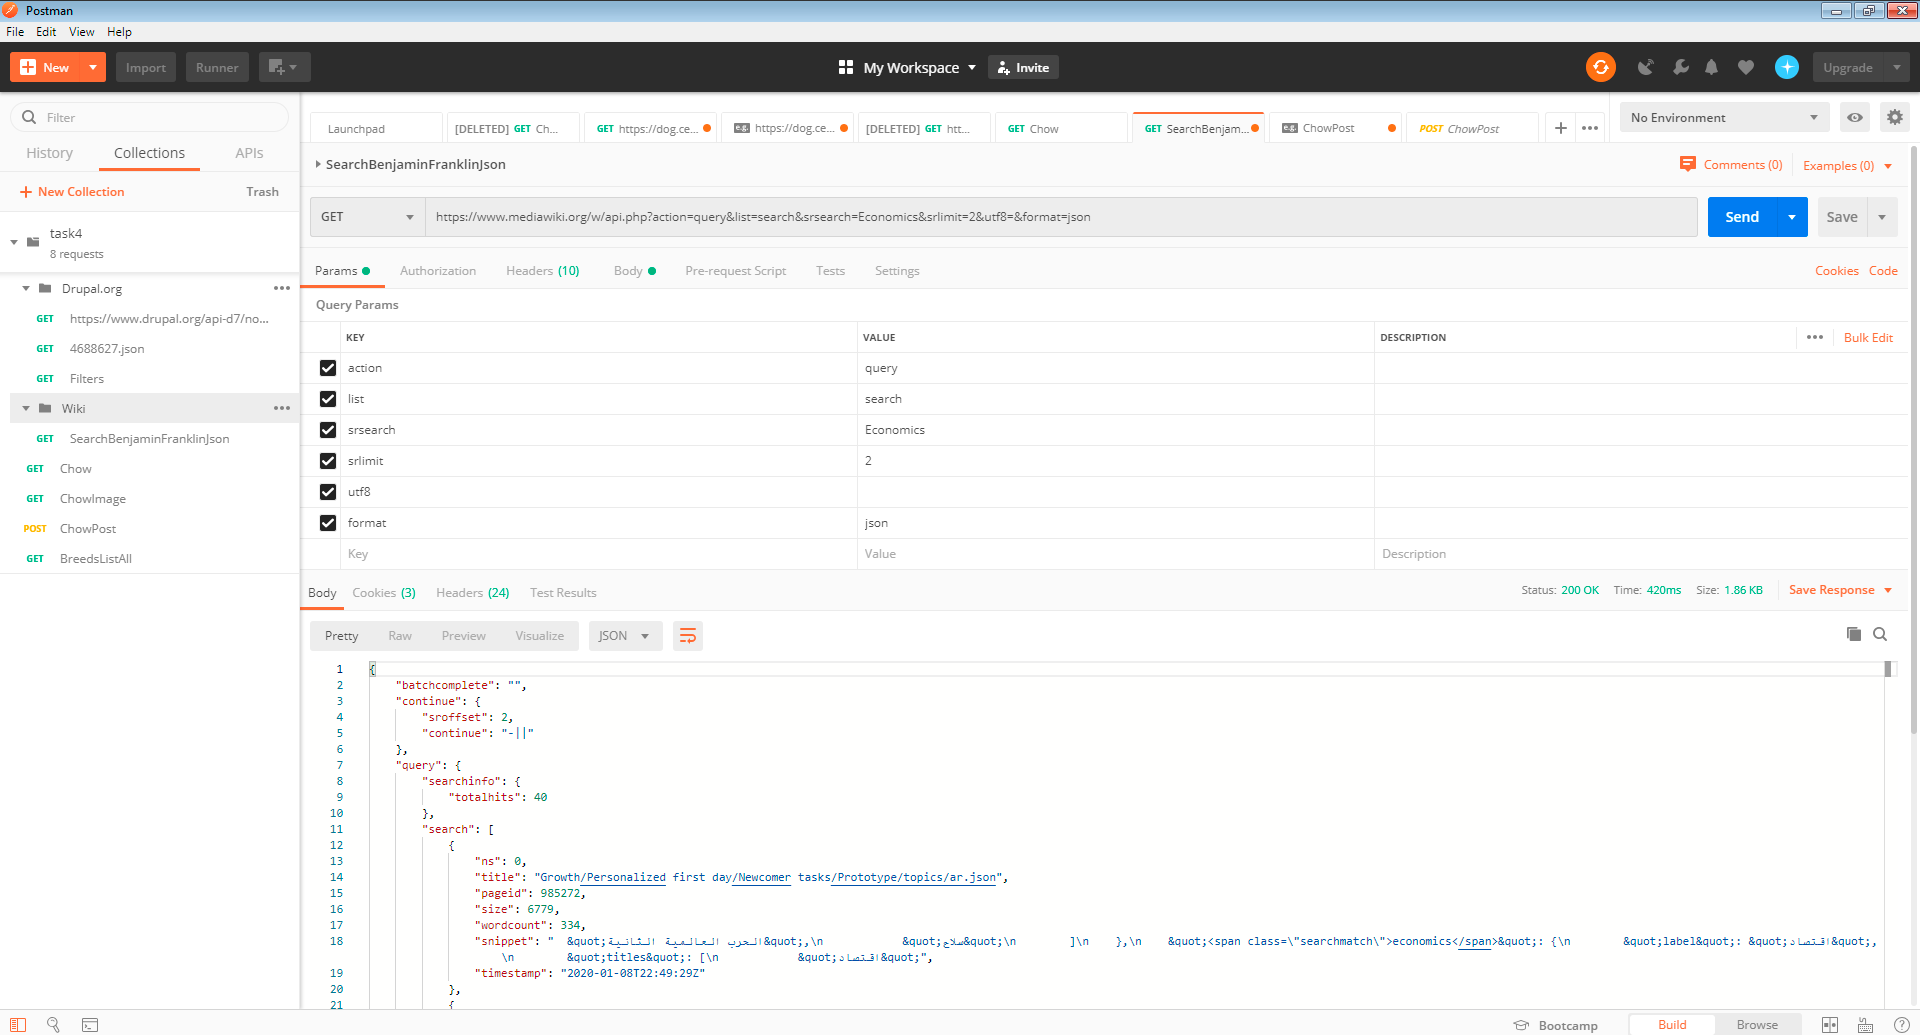 Postman
File Edit View Help
New Import Runner My Workspace Invite Upgrade
Filter
History Collections APIs
New Collection Trash
task4
8 requests
Drupal.org
GET https://www.drupal.org/api-d7/no...
GET 4688627.json
GET Filters
Wiki
GET SearchBenjaminFranklinJson
GET Chow
GET ChowImage
POST ChowPost
GET BreedsListAll
Launchpad [DELETED] GET Ch... GET https://dog.ce... e.g https://dog.ce... [DELETED] GET htt... GET Chow GET SearchBenjam... e.g ChowPost POST ChowPost No Environment
SearchBenjaminFranklinJson Comments (0) Examples (0)
GET https://www.mediawiki.org/w/api.php?action=query&list=search&srsearch=Economics&srlimit=2&utf8=&format=json Send Save
Params Authorization Headers (10) Body Pre-request Script Tests Settings Cookies Code
Query Params
KEY VALUE DESCRIPTION Bulk Edit
action query
list search
srsearch Economics
srlimit 2
utf8
format json
Key Value Description
Body Cookies (3) Headers (24) Test Results Status: 200 OK Time: 420ms Size: 1.86 KB Save Response
Pretty Raw Preview Visualize JSON
1 {
2 "batchcomplete": "",
3 "continue": {
4 "sroffset": 2,
5 "continue": "-||"
6 },
7 "query": {
8 "searchinfo": {
9 "totalhits": 40
10 },
11 "search": [
12 {
13 "ns": 0,
14 "title": "Growth/Personalized first day/Newcomer tasks/Prototype/topics/ar.json",
15 "pageid": 985272,
16 "size": 6779,
17 "wordcount": 334,
18 "snippet": " &quot;الحرب العالمية الثانية&quot;,\n &quot;سلاح&quot;\n ]\n },\n &quot;<span class=\"searchmatch\">economics</span>&quot;: {\n &quot;label&quot;: &quot;اقتصاد&quot;,
\n &quot;titles&quot;: [\n &quot;اقتصاد&quot;",
19 "timestamp": "2020-01-08T22:49:29Z"
20 },
21 {
Bootcamp Build Browse